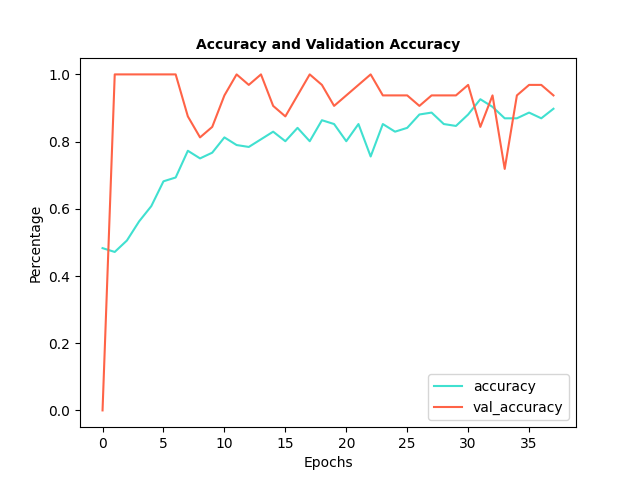 Accuracy and Validation Accuracy
1.0
0.8
0.6
0.4
0.2
0.0
Percentage
0 5 10 15 20 25 30 35
Epochs
accuracy
val_accuracy